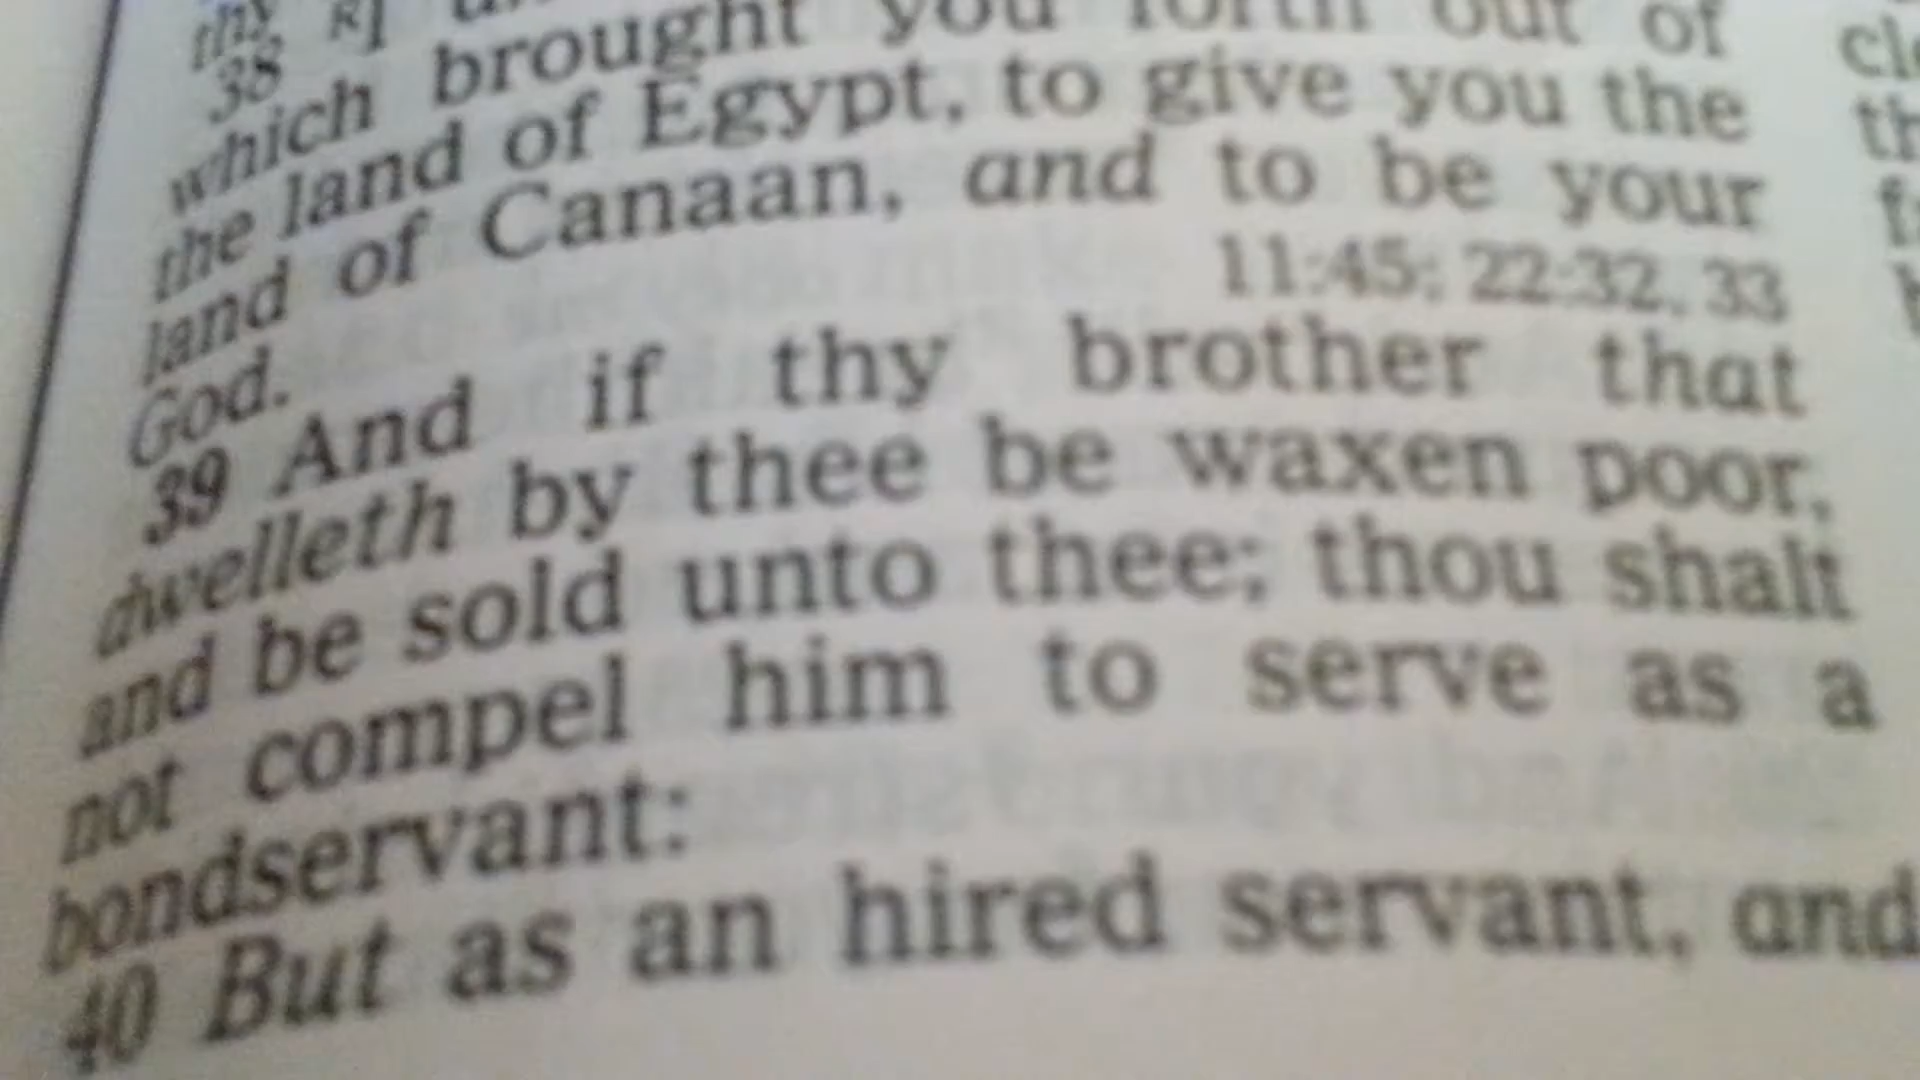 thy
38
which brought you forth out of
the land of Egypt, to give you the
land of Canaan, and to be your
God. 11:45; 22:32, 33
39 And if thy brother that
dwelleth by thee be waxen poor,
and be sold unto thee; thou shalt
not compel him to serve as a
bondservant:
40 But as an hired servant, and